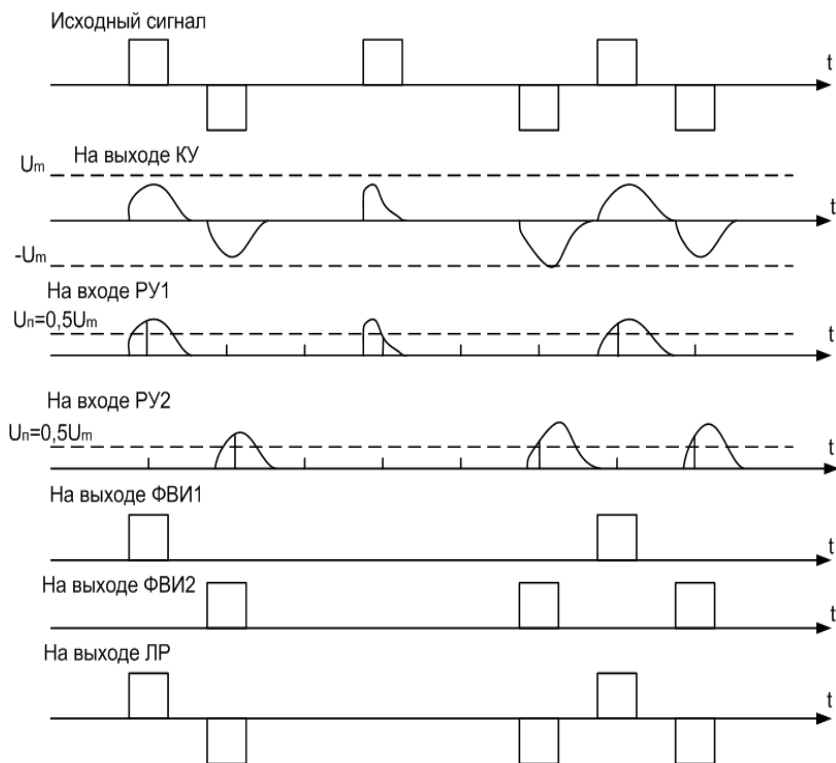 Исходный сигнал
t
На выходе КУ
Um
t
-Um
На входе РУ1
Uп=0,5Um
t
На входе РУ2
Uп=0,5Um
t
На выходе ФВИ1
t
На выходе ФВИ2
t
На выходе ЛР
t